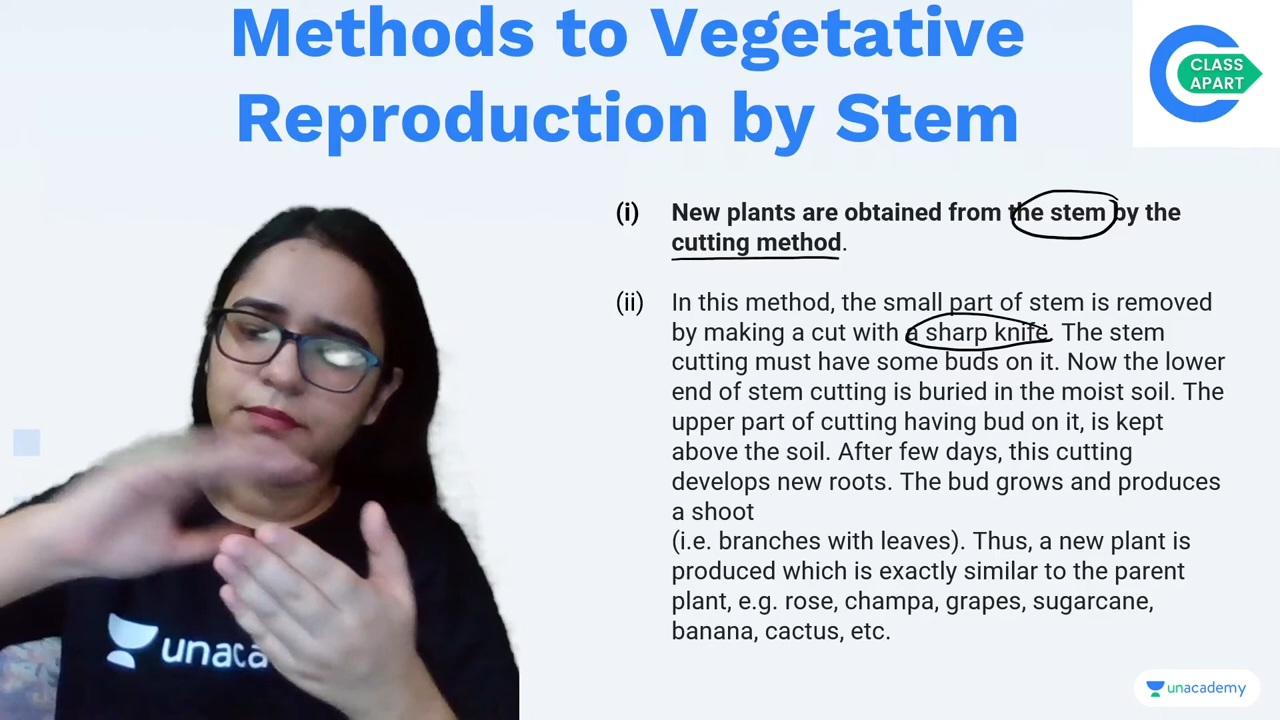 Methods to Vegetative
Reproduction by Stem
CLASS
APART
(i) New plants are obtained from the stem by the
cutting method.
(ii) In this method, the small part of stem is removed
by making a cut with a sharp knife. The stem
cutting must have some buds on it. Now the lower
end of stem cutting is buried in the moist soil. The
upper part of cutting having bud on it, is kept
above the soil. After few days, this cutting
develops new roots. The bud grows and produces
a shoot
(i.e. branches with leaves). Thus, a new plant is
produced which is exactly similar to the parent
plant, e.g. rose, champa, grapes, sugarcane,
banana, cactus, etc.
unaca
unacademy